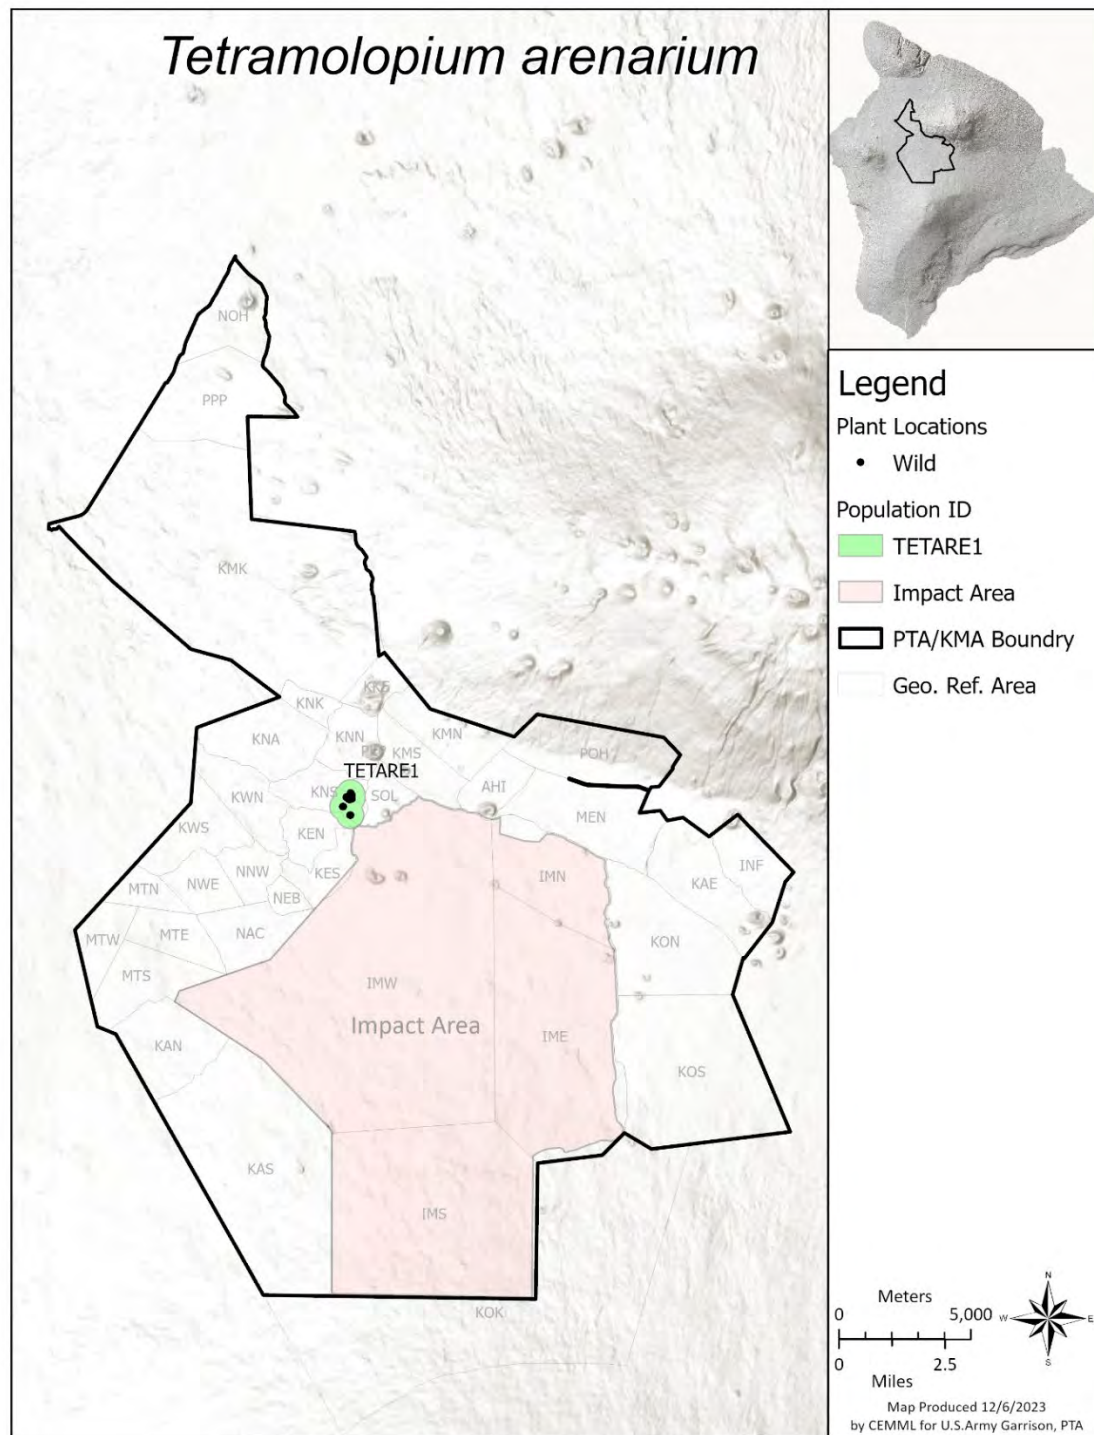 Tetramolopium arenarium
NOH
PPP
KMK
KNK
KMN
KNA
KNN
KMS
POH
TETARE1
AHI
KWN
KNS
SOL
MEN
KWS
KEN
NNW
KES
INF
MTN
NWE
IMN
KAE
NEB
MTW
MTE
NAC
KON
MTS
IMW
Impact Area
IME
KAN
KOS
KAS
IMS
KOK
Legend
Plant Locations
Wild
Population ID
TETARE1
Impact Area
PTA/KMA Boundry
Geo. Ref. Area
Meters
0 5,000
0 2.5
Miles
N
W E
S
Map Produced 12/6/2023
by CEMML for U.S.Army Garrison, PTA